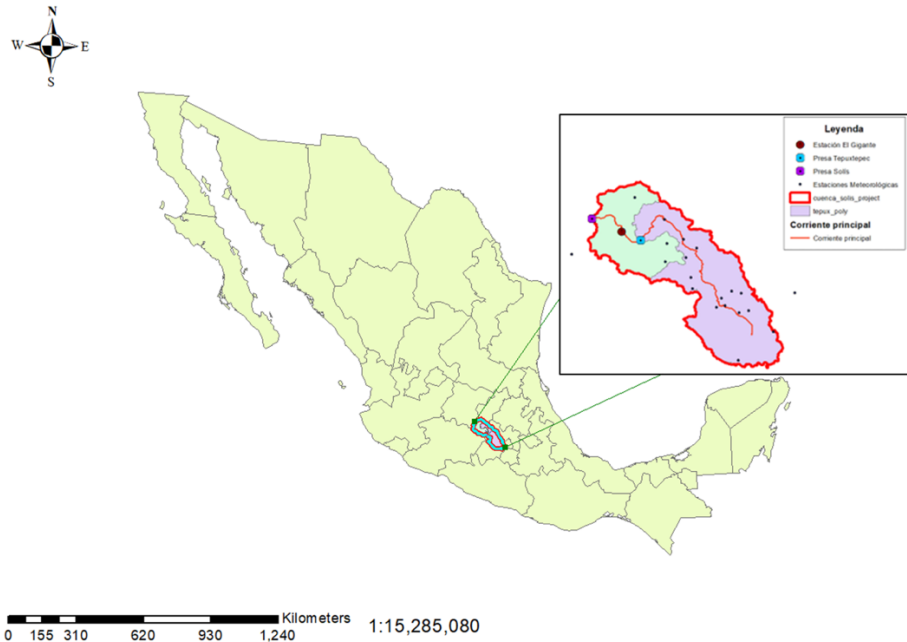 N
W E
S
Leyenda
Estación El Gigante
Presa Tepuxtepec
Presa Solis
Estaciones Meteorológicas
cuenca_solis_project
tepux_poly
Corriente principal
Corriente principal
Kilometers
0 155 310 620 930 1,240
1:15,285,080